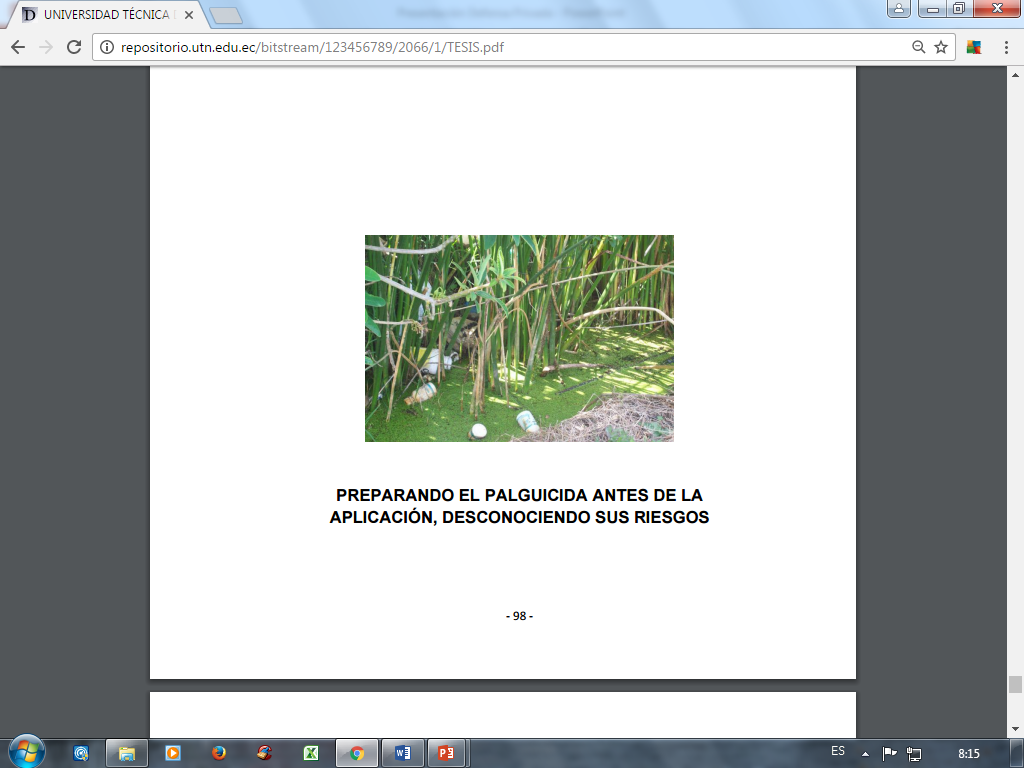 UNIVERSIDAD TÉCNICA
repositorio.utn.edu.ec/bitstream/123456789/2066/1/TESIS.pdf
PREPARANDO EL PALGUICIDA ANTES DE LA
APLICACIÓN, DESCONOCIENDO SUS RIESGOS
- 98 -
ES
8:15